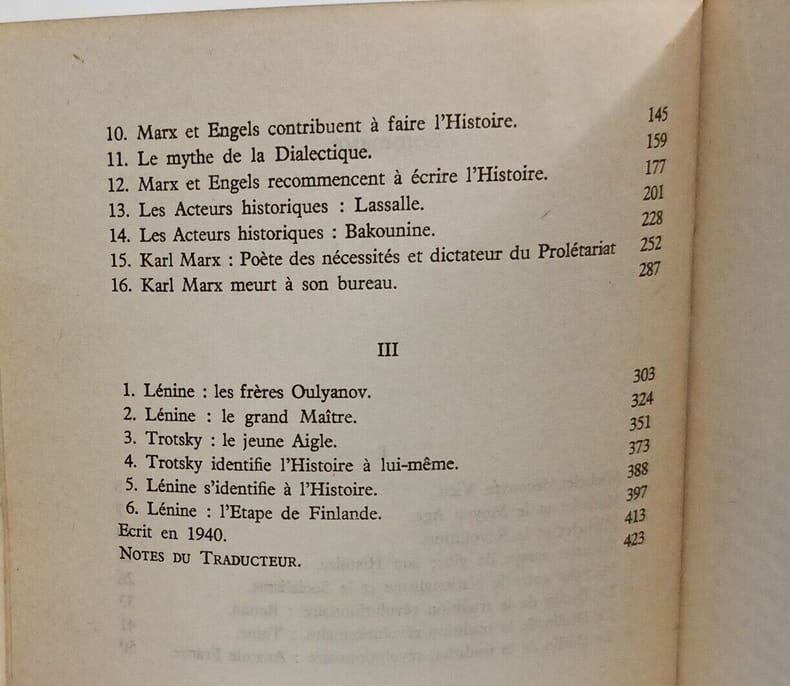 10. Marx et Engels contribuent à faire l'Histoire. 145
11. Le mythe de la Dialectique. 159
12. Marx et Engels recommencent à écrire l'Histoire. 177
13. Les Acteurs historiques : Lassalle. 201
14. Les Acteurs historiques : Bakounine. 228
15. Karl Marx : Poète des nécessités et dictateur du Prolétariat 252
16. Karl Marx meurt à son bureau. 287
III
1. Lénine : les frères Oulyanov. 303
2. Lénine : le grand Maître. 324
3. Trotsky : le jeune Aigle. 351
4. Trotsky identifie l'Histoire à lui-même. 373
5. Lénine s'identifie à l'Histoire. 388
6. Lénine : l'Etape de Finlande. 397
Ecrit en 1940. 413
NOTES DU TRADUCTEUR. 423